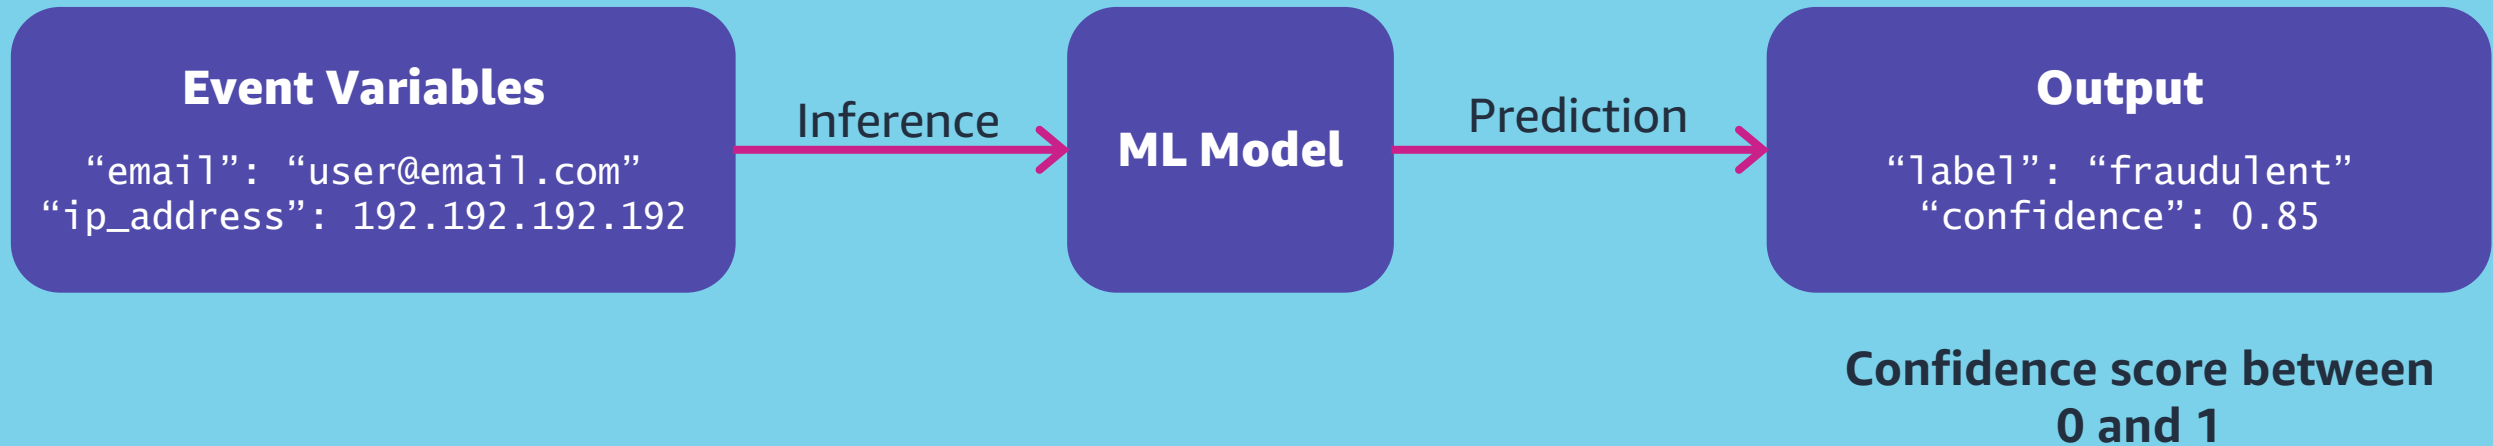 Event Variables
“email”: “user@email.com”
“ip_address”: 192.192.192.192
Inference
ML Model
Prediction
Output
“label”: “fraudulent”
“confidence”: 0.85
Confidence score between
0 and 1